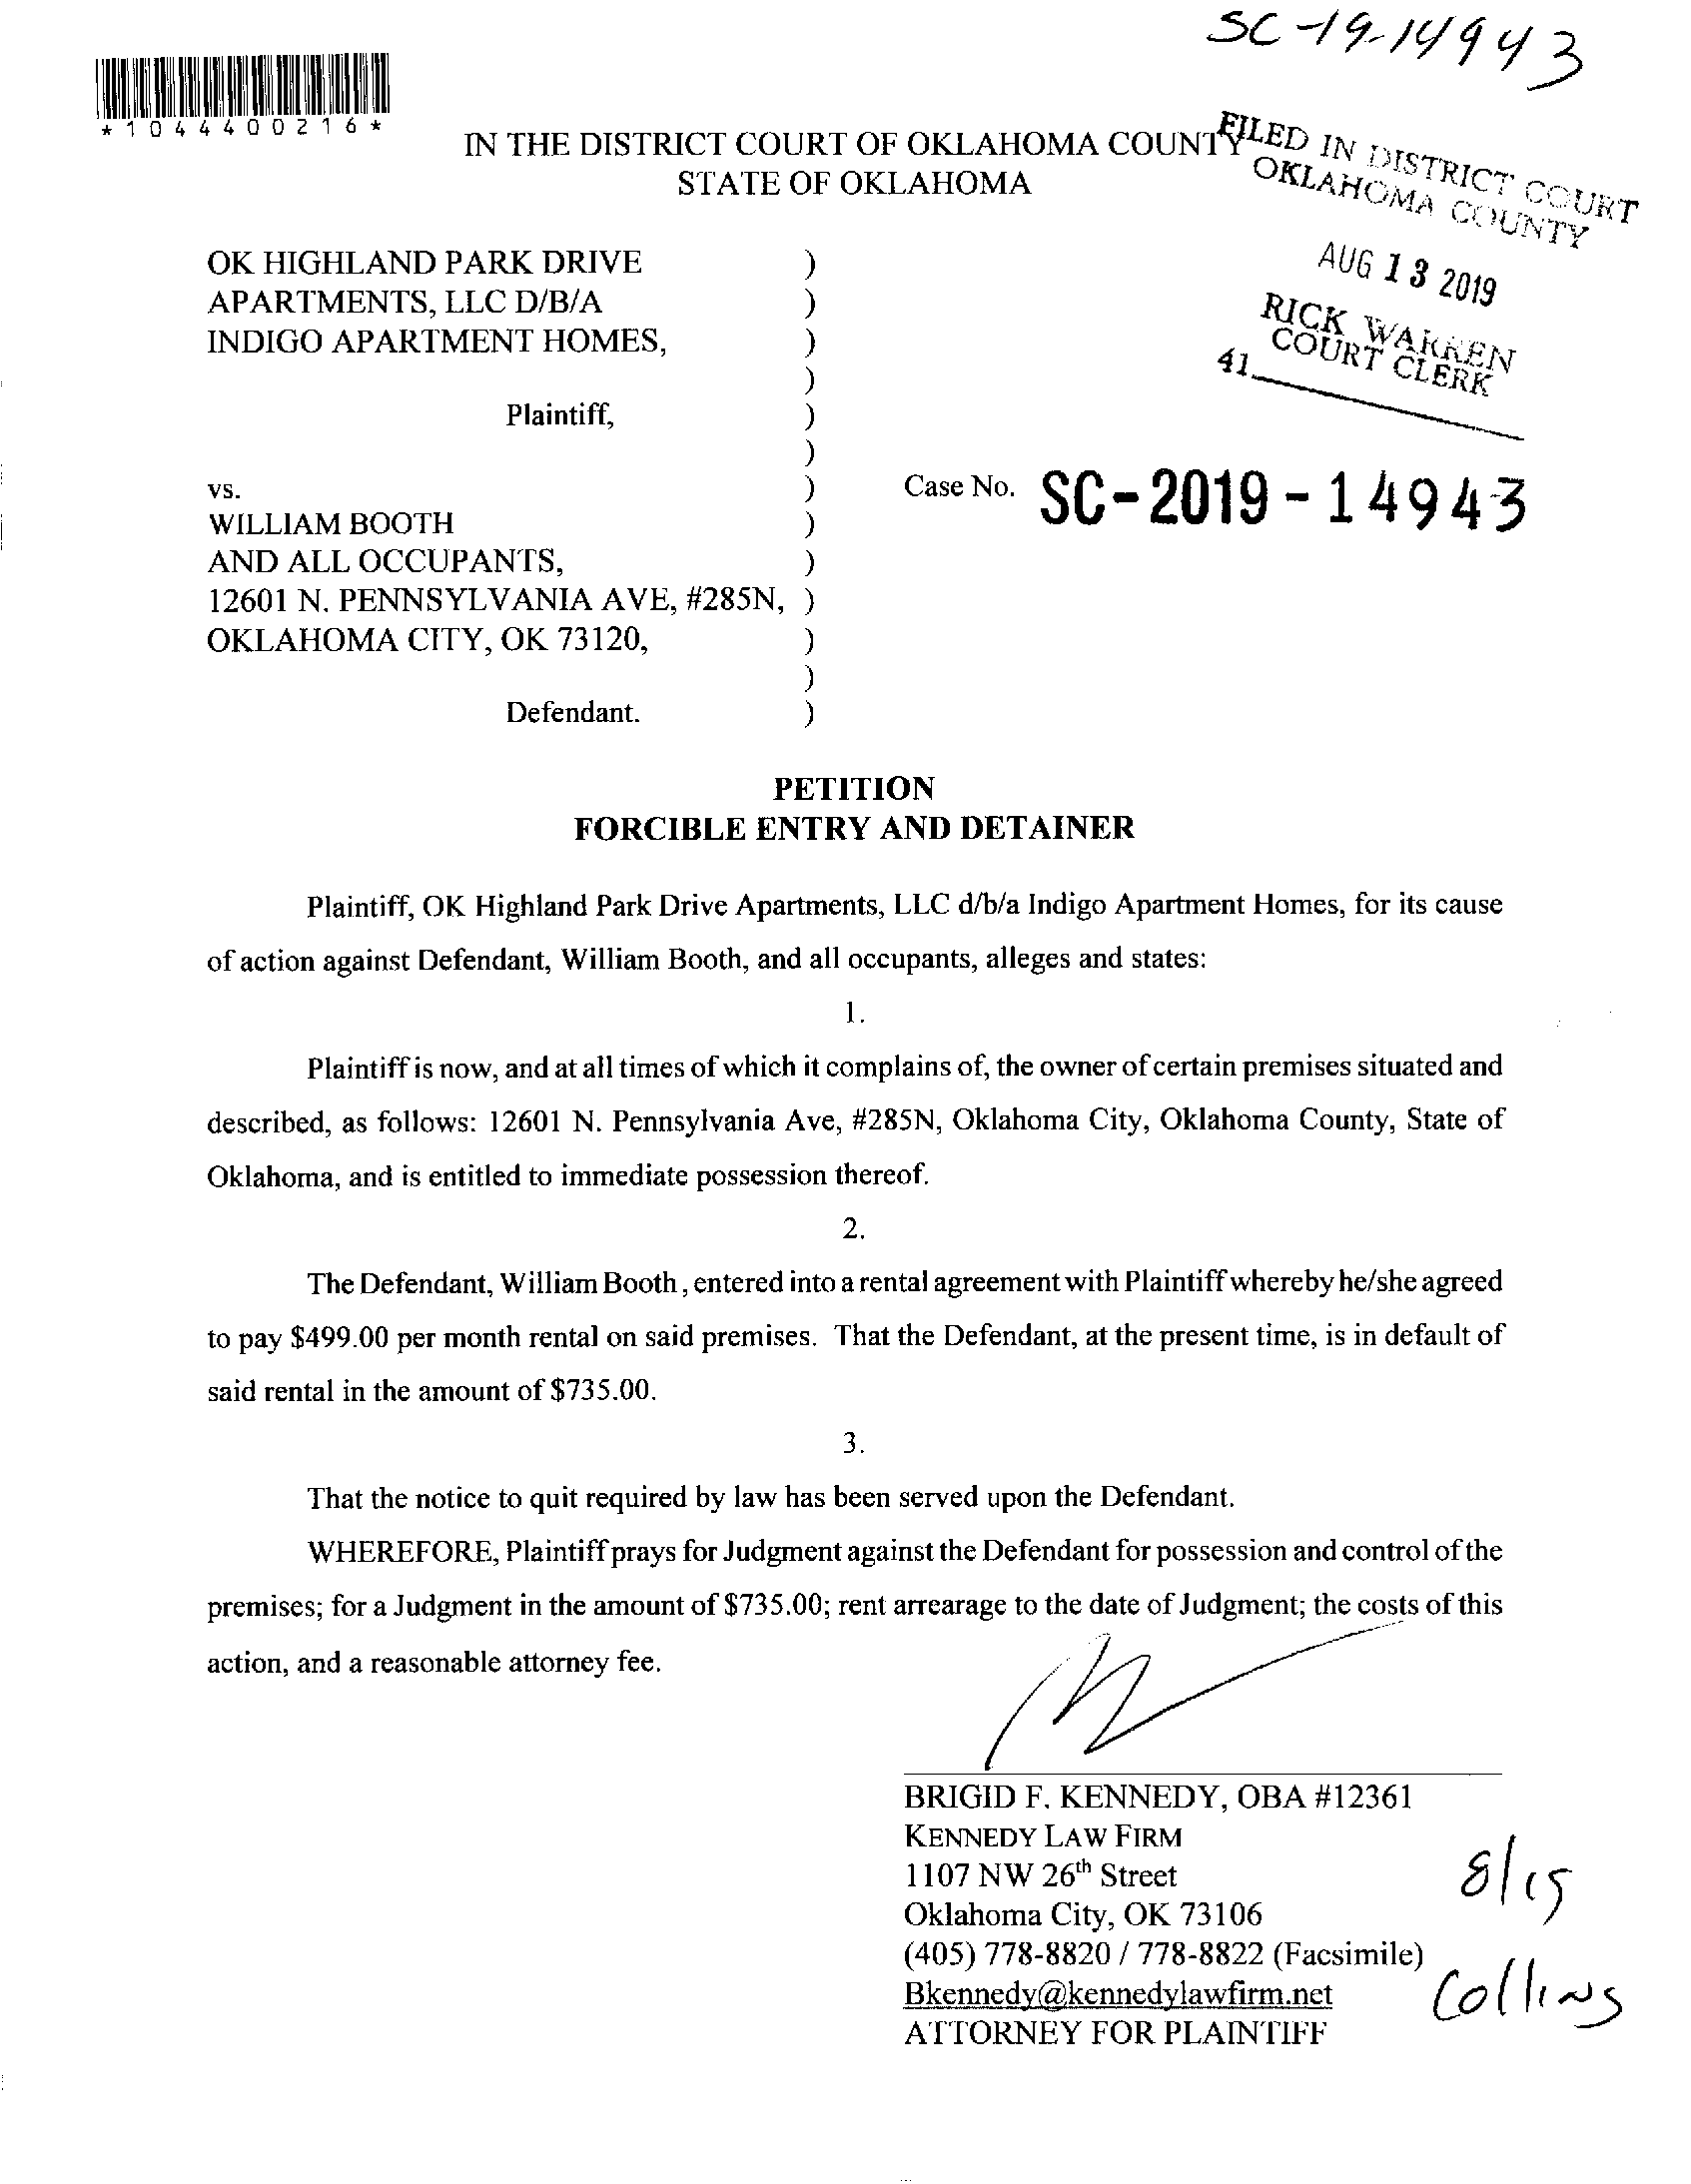 SC-19-14943
*1044400216*
IN THE DISTRICT COURT OF OKLAHOMA COUNTY
STATE OF OKLAHOMA
FILED IN DISTRICT COURT
OKLAHOMA COUNTY
AUG 13 2019
RICK WARREN
COURT CLERK
41
OK HIGHLAND PARK DRIVE )
APARTMENTS, LLC D/B/A )
INDIGO APARTMENT HOMES, )
)
Plaintiff, )
)
vs. ) Case No. SC-2019-14943
WILLIAM BOOTH )
AND ALL OCCUPANTS, )
12601 N. PENNSYLVANIA AVE, #285N, )
OKLAHOMA CITY, OK 73120, )
)
Defendant. )
PETITION
FORCIBLE ENTRY AND DETAINER
Plaintiff, OK Highland Park Drive Apartments, LLC d/b/a Indigo Apartment Homes, for its cause
of action against Defendant, William Booth, and all occupants, alleges and states:
1.
Plaintiff is now, and at all times of which it complains of, the owner of certain premises situated and
described, as follows: 12601 N. Pennsylvania Ave, #285N, Oklahoma City, Oklahoma County, State of
Oklahoma, and is entitled to immediate possession thereof.
2.
The Defendant, William Booth, entered into a rental agreement with Plaintiff whereby he/she agreed
to pay $499.00 per month rental on said premises. That the Defendant, at the present time, is in default of
said rental in the amount of $735.00.
3.
That the notice to quit required by law has been served upon the Defendant.
WHEREFORE, Plaintiff prays for Judgment against the Defendant for possession and control of the
premises; for a Judgment in the amount of $735.00; rent arrearage to the date of Judgment; the costs of this
action, and a reasonable attorney fee.
BRIGID F. KENNEDY, OBA #12361
KENNEDY LAW FIRM
1107 NW 26th Street
Oklahoma City, OK 73106
(405) 778-8820 / 778-8822 (Facsimile)
Bkennedy@kennedylawfirm.net
ATTORNEY FOR PLAINTIFF
8/15
Collins